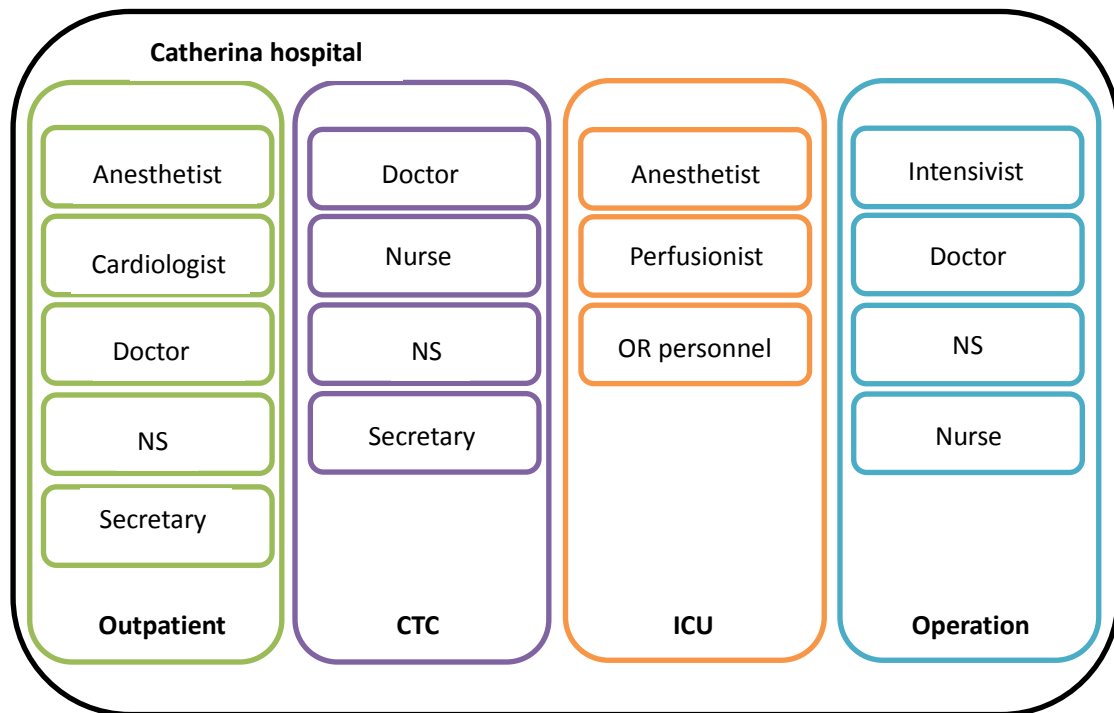 Catherina hospital
Anesthetist
Cardiologist
Doctor
NS
Secretary
Outpatient
Doctor
Nurse
NS
Secretary
CTC
Anesthetist
Perfusionist
OR personnel
ICU
Intensivist
Doctor
NS
Nurse
Operation